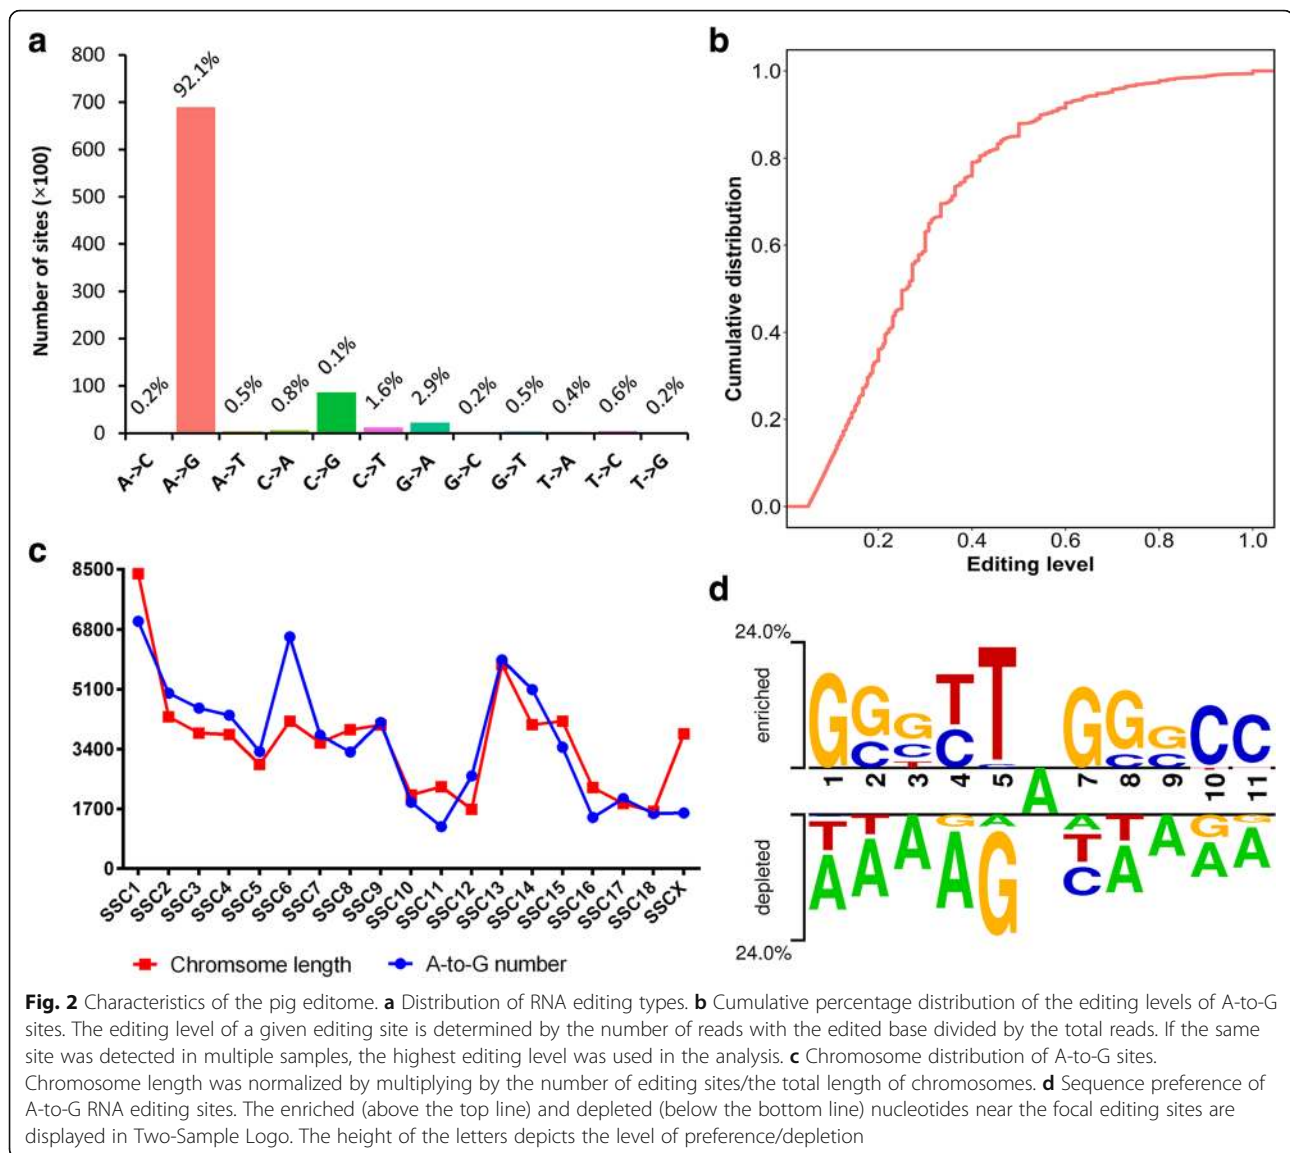 a
800
700
600
500
400
300
200
100
0
Number of sites (×100)
0.2%
92.1%
0.5%
0.8%
0.1%
1.6%
2.9%
0.2%
0.5%
0.4%
0.6%
0.2%
A->C
A->G
A->T
C->A
C->G
C->T
G->A
G->C
G->T
T->A
T->C
T->G
b
1.0
0.8
0.6
0.4
0.2
0.0
Cumulative distribution
0.2 0.4 0.6 0.8 1.0
Editing level
c
8500
6800
5100
3400
1700
0
SSC1
SSC2
SSC3
SSC4
SSC5
SSC6
SSC7
SSC8
SSC9
SSC10
SSC11
SSC12
SSC13
SSC14
SSC15
SSC16
SSC17
SSC18
SSCX
Chromsome length A-to-G number
d
24.0%
enriched
G G C G C T T C T G G C G C C C
1 2 3 4 5 A 7 8 9 10 11
depleted
T A T A A G A A G A T C T A A G A G A
24.0%
Fig. 2 Characteristics of the pig editome. a Distribution of RNA editing types. b Cumulative percentage distribution of the editing levels of A-to-G
sites. The editing level of a given editing site is determined by the number of reads with the edited base divided by the total reads. If the same
site was detected in multiple samples, the highest editing level was used in the analysis. c Chromosome distribution of A-to-G sites.
Chromosome length was normalized by multiplying by the number of editing sites/the total length of chromosomes. d Sequence preference of
A-to-G RNA editing sites. The enriched (above the top line) and depleted (below the bottom line) nucleotides near the focal editing sites are
displayed in Two-Sample Logo. The height of the letters depicts the level of preference/depletion